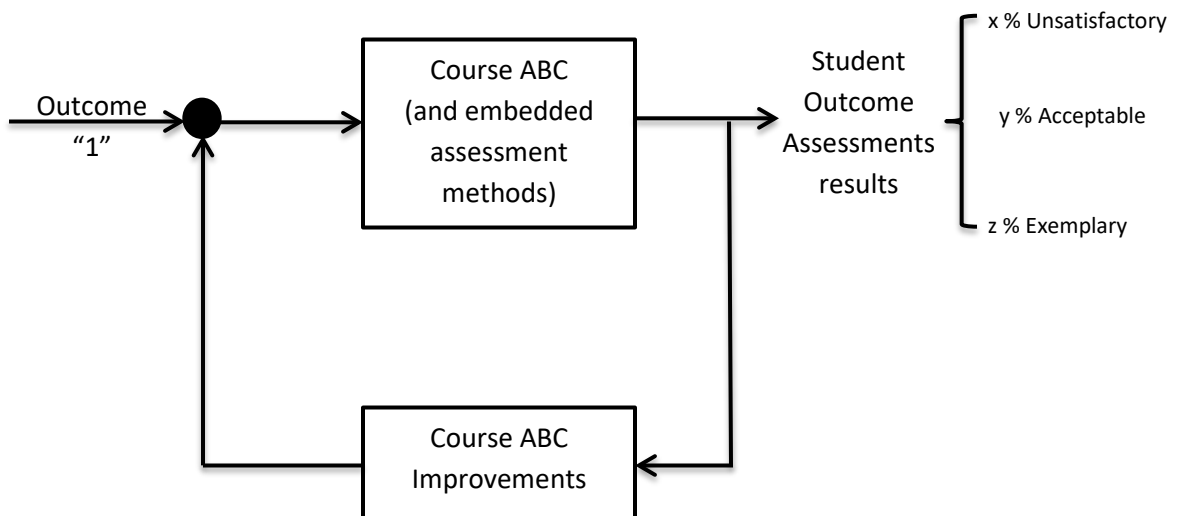 Outcome
“1”
Course ABC
(and embedded
assessment
methods)
Student
Outcome
Assessments
results
x % Unsatisfactory
y % Acceptable
z % Exemplary
Course ABC
Improvements